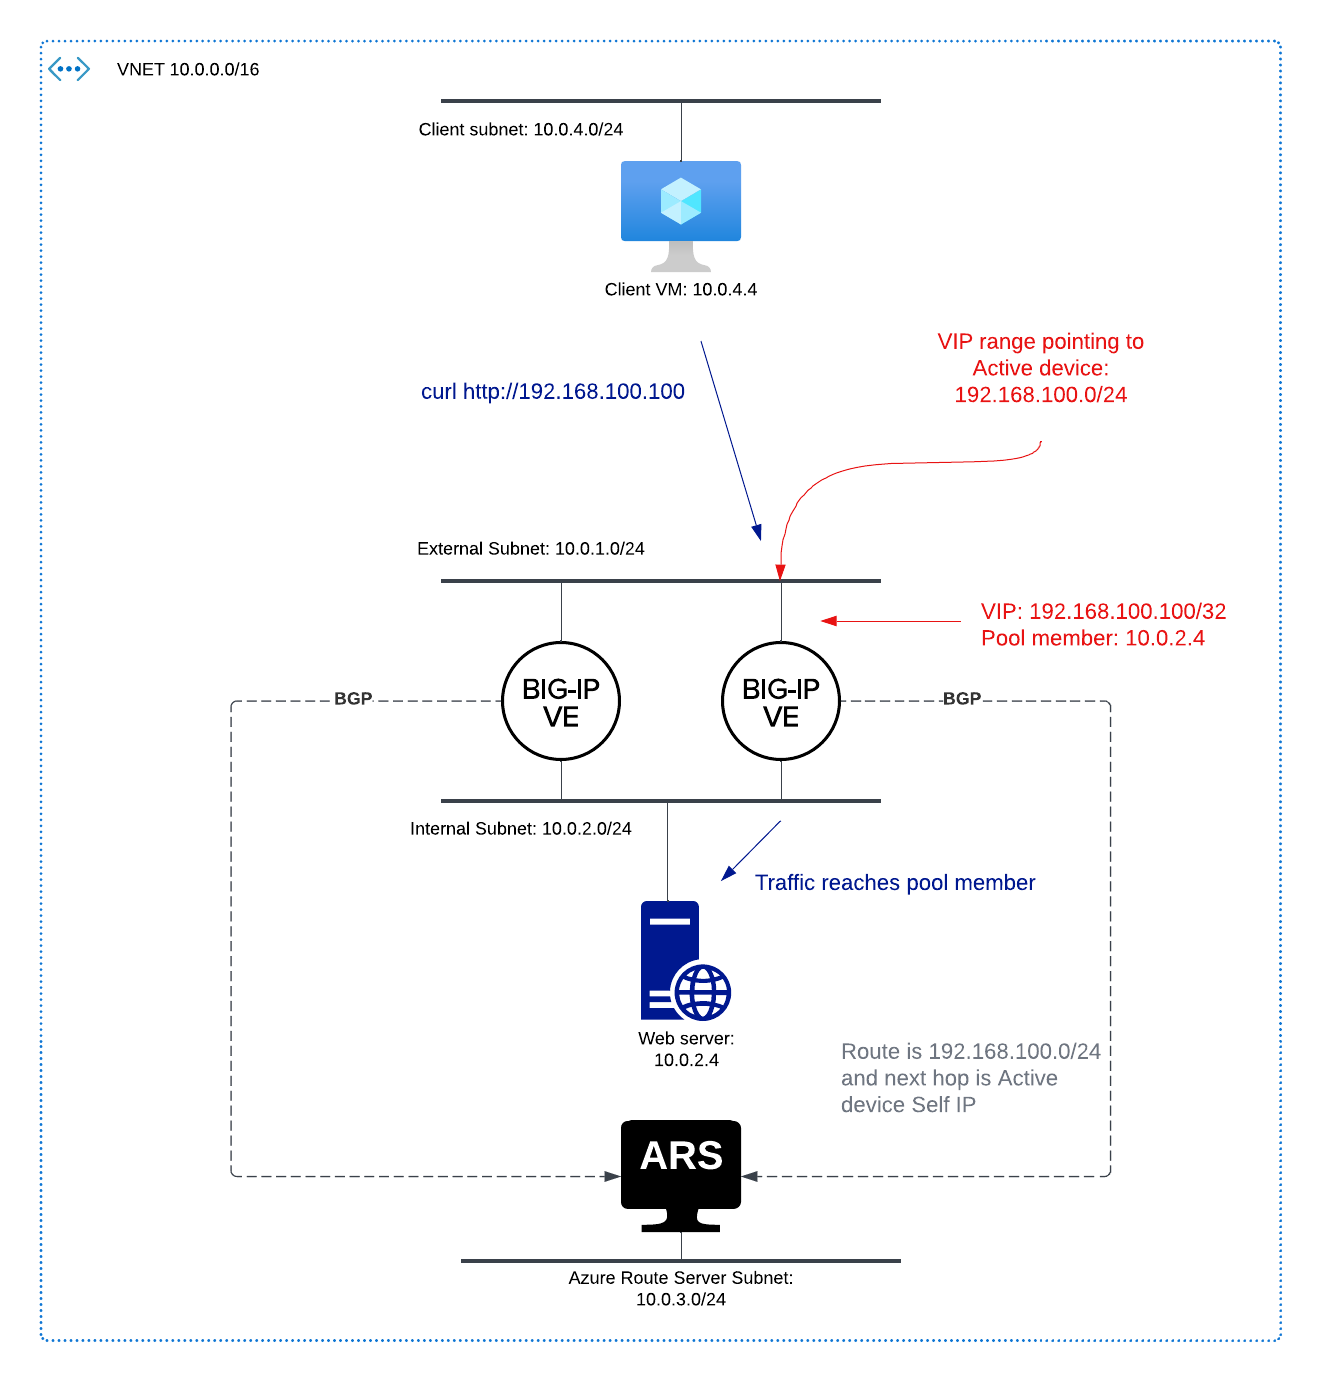 VNET 10.0.0.0/16
Client subnet: 10.0.4.0/24
Client VM: 10.0.4.4
VIP range pointing to
Active device:
192.168.100.0/24
curl http://192.168.100.100
External Subnet: 10.0.1.0/24
VIP: 192.168.100.100/32
Pool member: 10.0.2.4
BGP
BIG-IP
VE
BIG-IP
VE
BGP
Internal Subnet: 10.0.2.0/24
Traffic reaches pool member
Web server:
10.0.2.4
Route is 192.168.100.0/24
and next hop is Active
device Self IP
ARS
Azure Route Server Subnet:
10.0.3.0/24